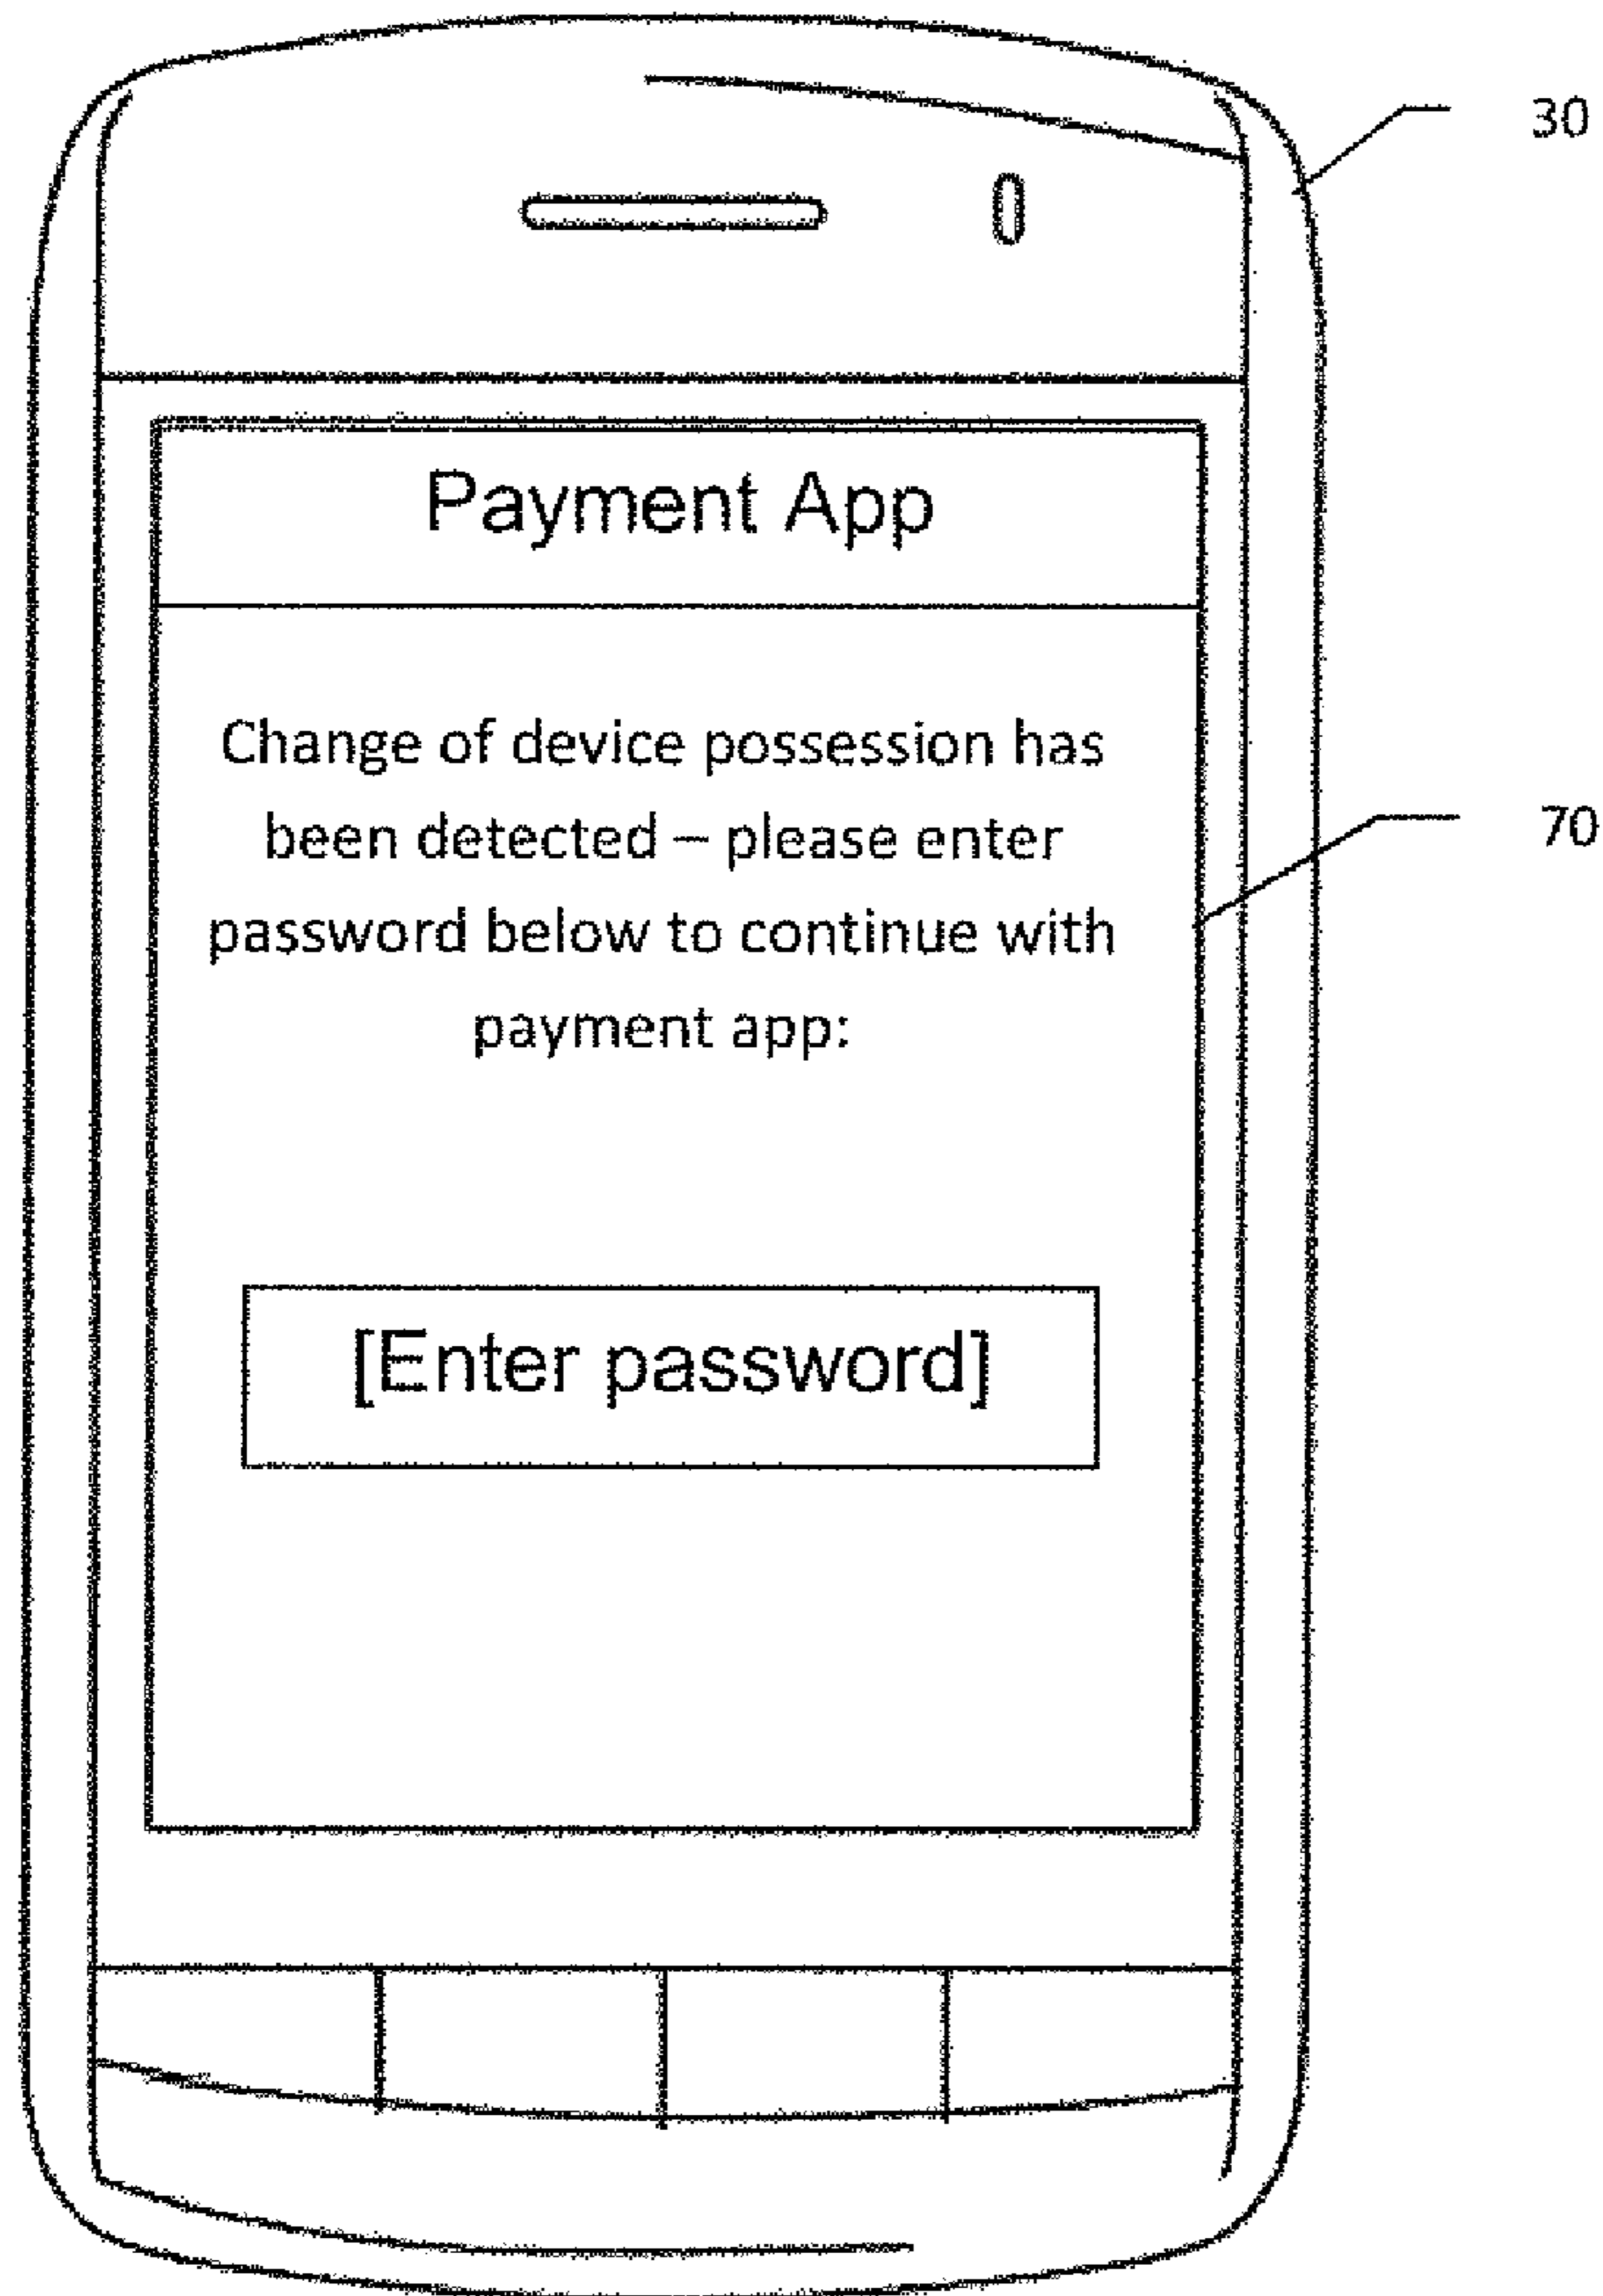 30
Payment App
Change of device possession has
been detected – please enter
password below to continue with
payment app:
70
[Enter password]